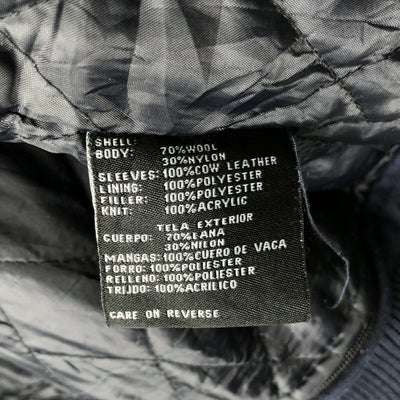 SHELL:
BODY: 70%WOOL
30%NYLON
SLEEVES:100%COW LEATHER
LINING: 100%POLYESTER
FILLER: 100%POLYESTER
KNIT: 100%ACRYLIC
TELA EXTERIOR
CUERPO: 70%LANA
30%NILON
MANGAS:100%CUERO DE VACA
FORRO:100%POLIESTER
RELLENO:100%POLIESTER
TRIJDO:100%ACRILICO
CARE ON REVERSE